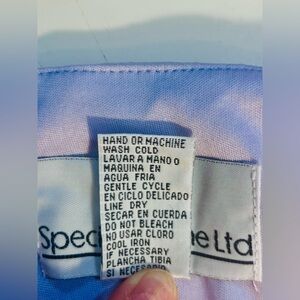 HAND OR MACHINE
WASH COLD
LAVAR A MANO O
MAQUINA EN
AGUA FRIA
GENTLE CYCLE
EN CICLO DELICADO
LINE DRY
SECAR EN CUERDA
DO NOT BLEACH
NO USAR CLORO
COOL IRON
IF NECESSARY
PLANCHA TIBIA
SI NECESARIO
Ltd